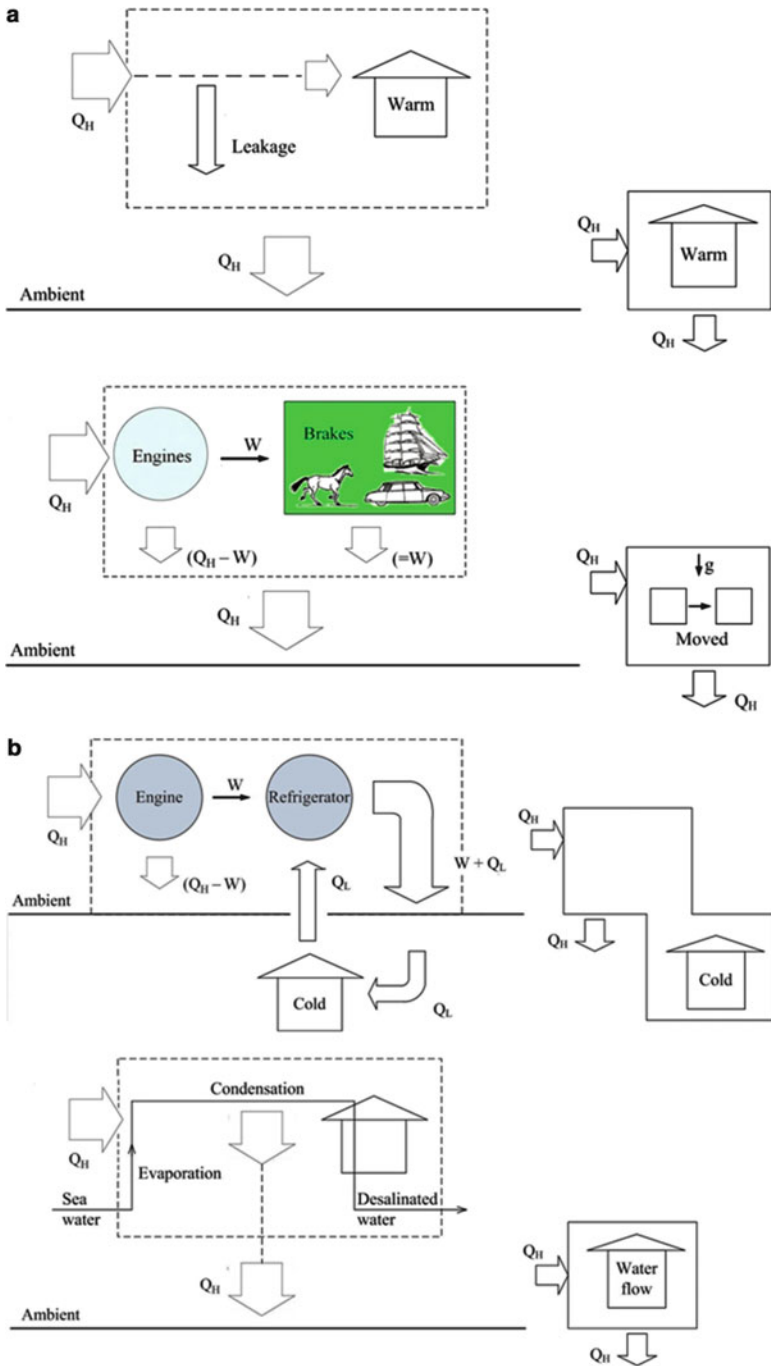 a
Q_H
Leakage
Warm
Q_H
Ambient
Q_H
Warm
Q_H
Q_H
Engines
W
Brakes
(Q_H – W)
(=W)
Q_H
Ambient
Q_H
g
Moved
Q_H
b
Q_H
Engine
W
Refrigerator
(Q_H – W)
Q_L
W + Q_L
Ambient
Cold
Q_L
Q_H
Q_H
Cold
Q_H
Condensation
Evaporation
Sea
water
Desalinated
water
Q_H
Ambient
Q_H
Water
flow
Q_H